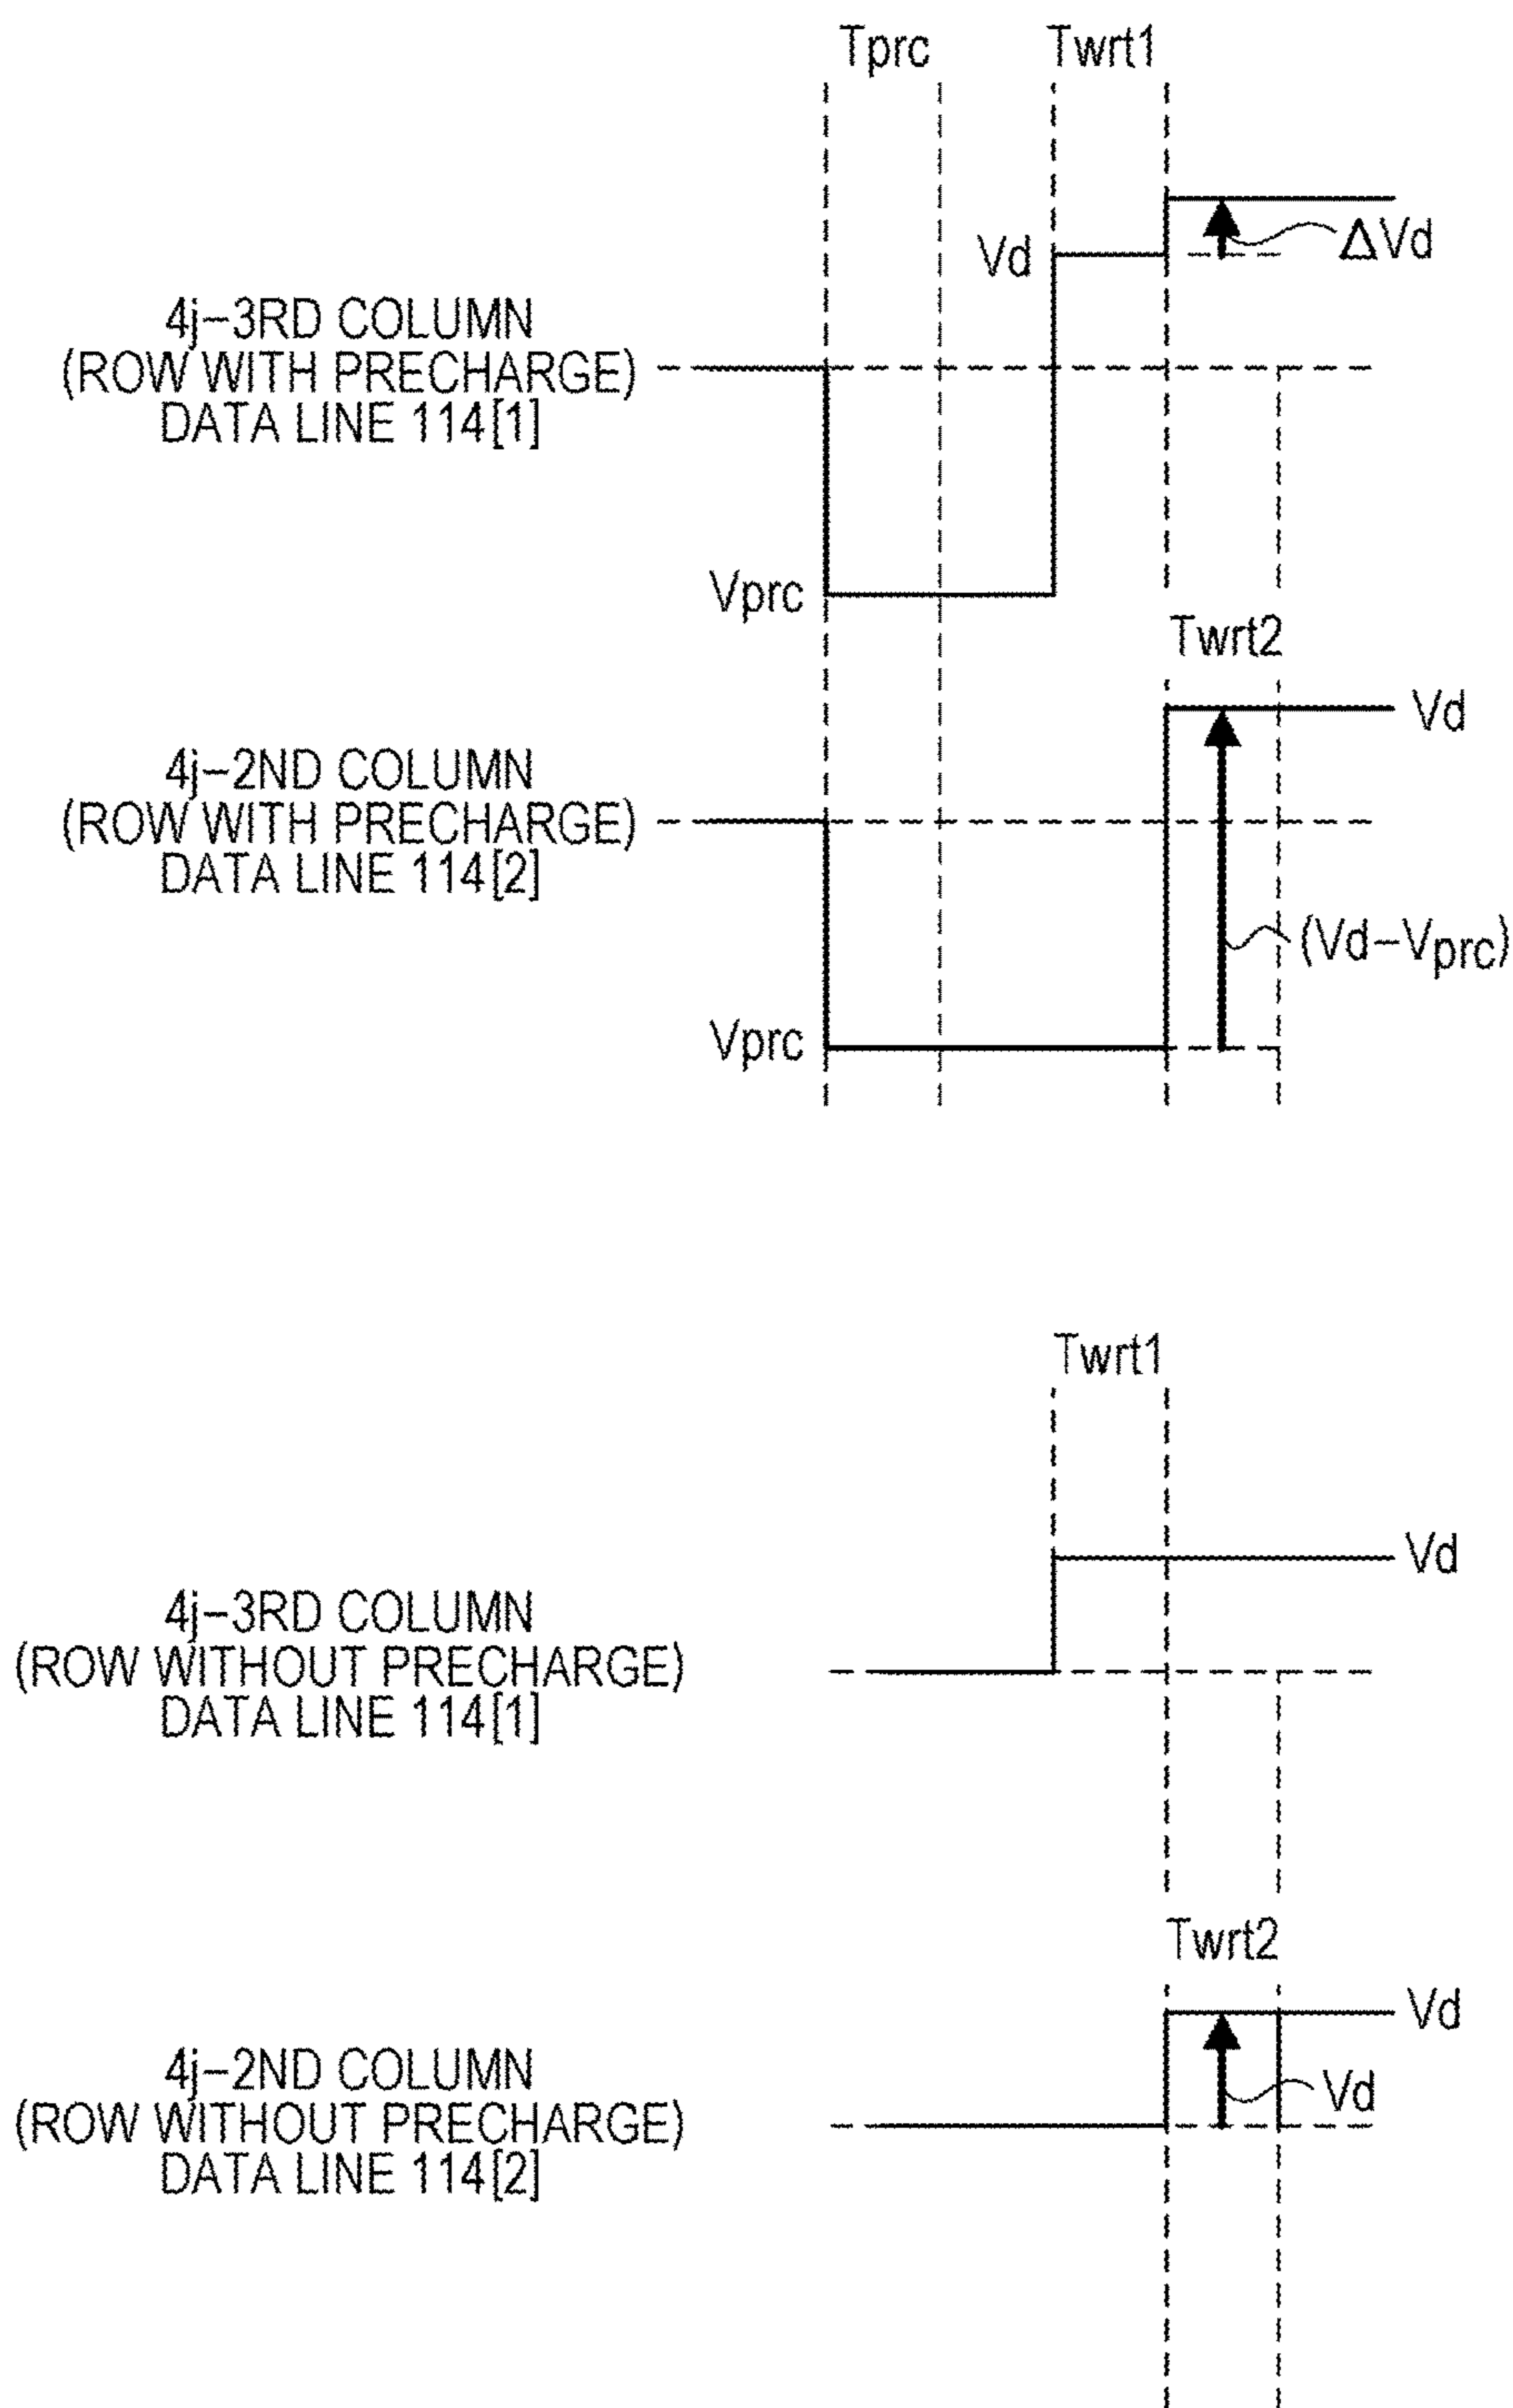 Tprc Twrt1
Vd ΔVd
4j-3RD COLUMN
(ROW WITH PRECHARGE)
DATA LINE 114[1]
Vprc
Twrt2
Vd
4j-2ND COLUMN
(ROW WITH PRECHARGE)
DATA LINE 114[2]
(Vd-Vprc)
Vprc
Twrt1
Vd
4j-3RD COLUMN
(ROW WITHOUT PRECHARGE)
DATA LINE 114[1]
Twrt2
Vd
4j-2ND COLUMN
(ROW WITHOUT PRECHARGE)
DATA LINE 114[2]
Vd